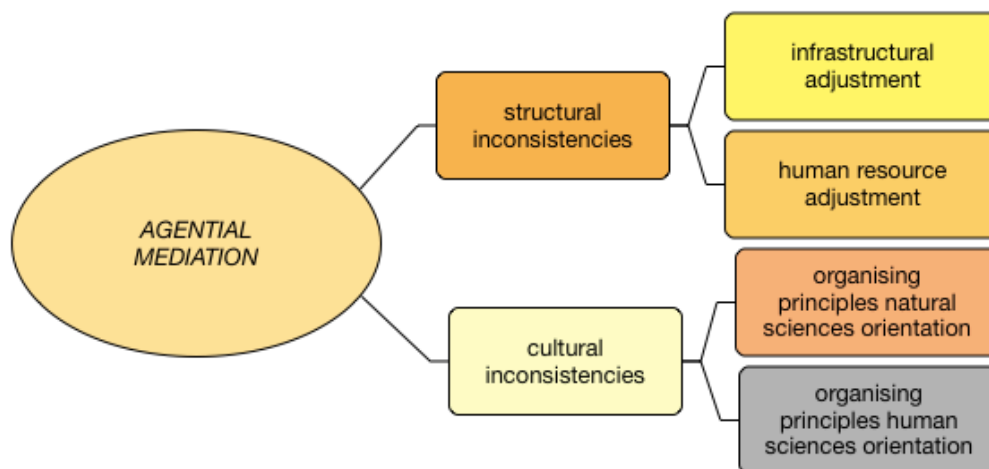 AGENTIAL
MEDIATION
structural
inconsistencies
infrastructural
adjustment
human resource
adjustment
cultural
inconsistencies
organising
principles natural
sciences orientation
organising
principles human
sciences orientation